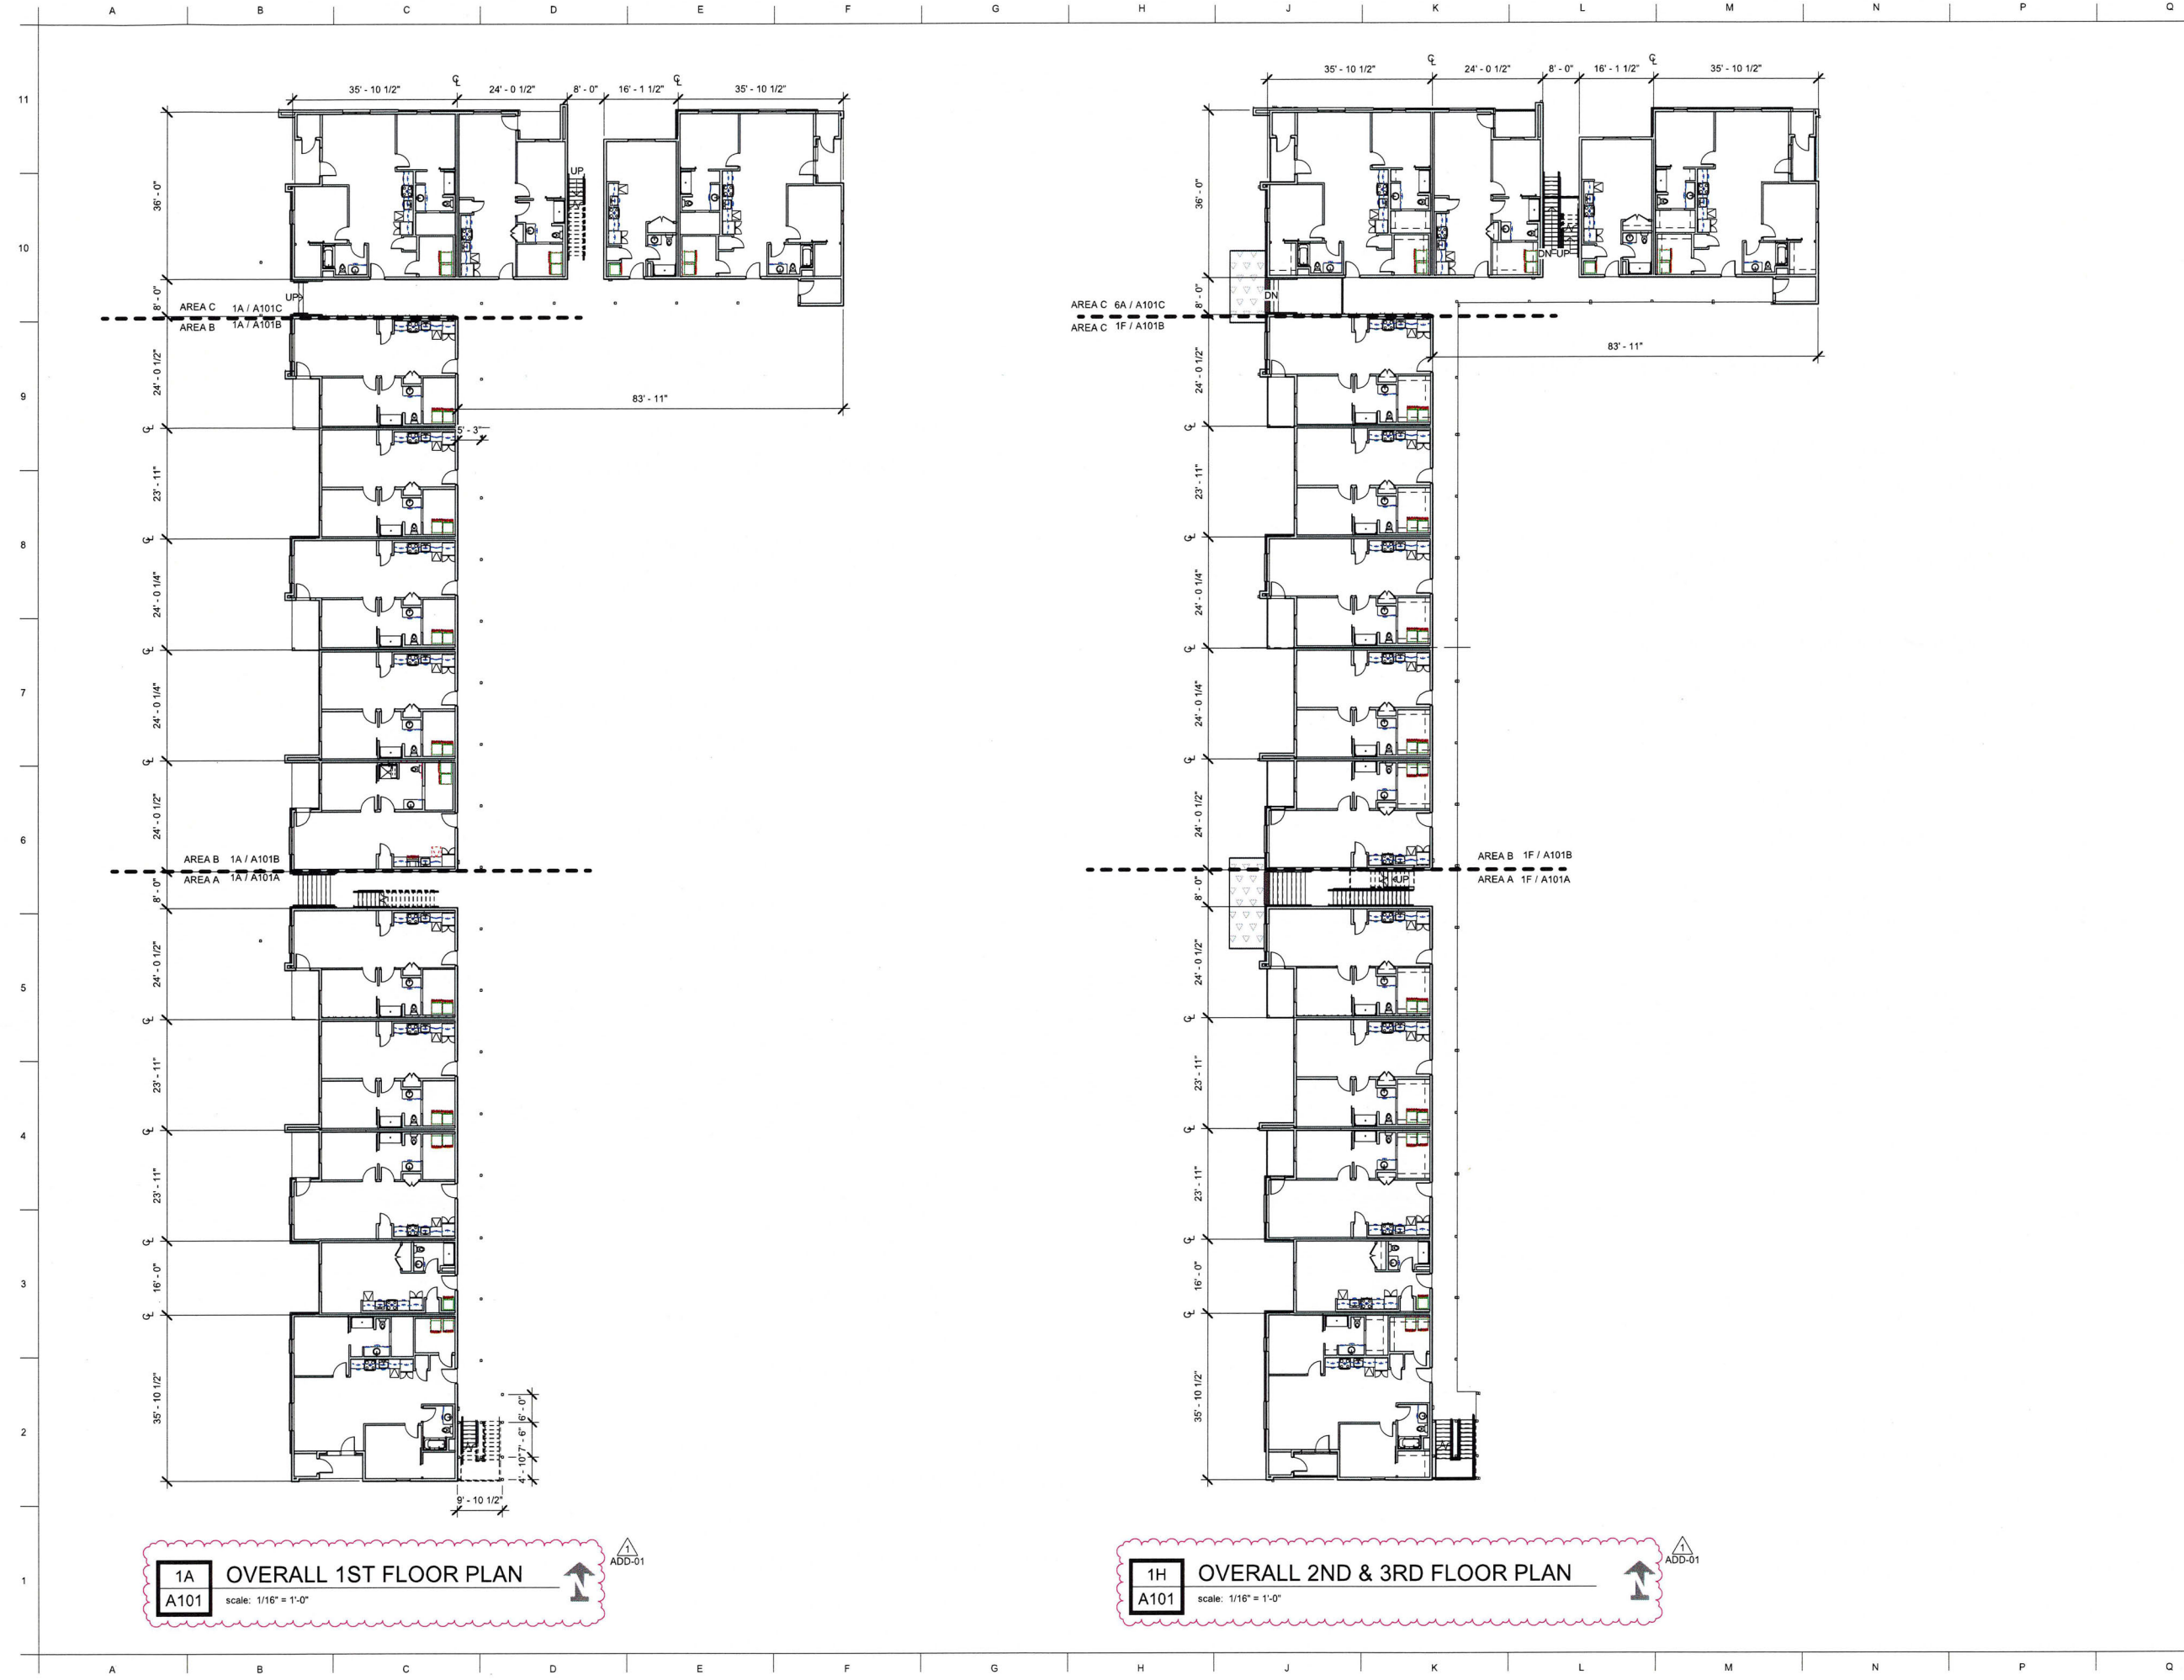 A B C D E F G H J K L M N P Q
11
10
9
8
7
6
5
4
3
2
1
35' - 10 1/2" 24' - 0 1/2" 8' - 0" 16' - 1 1/2" 35' - 10 1/2"
36' - 0"
UP
UP
8' - 0"
AREA C 1A / A101C
AREA B 1A / A101B
24' - 0 1/2"
83' - 11"
5' - 3"
23' - 11"
24' - 0 1/4"
24' - 0 1/4"
24' - 0 1/2"
AREA B 1A / A101B
AREA A 1A / A101A
8' - 0"
24' - 0 1/2"
23' - 11"
23' - 11"
16' - 0"
35' - 10 1/2"
6' - 0"
7' - 6"
4' - 10"
9' - 10 1/2"
1A
A101
OVERALL 1ST FLOOR PLAN
scale: 1/16" = 1'-0"
N
1
ADD-01
35' - 10 1/2" 24' - 0 1/2" 8' - 0" 16' - 1 1/2" 35' - 10 1/2"
36' - 0"
DN UP
DN
8' - 0"
AREA C 6A / A101C
AREA C 1F / A101B
83' - 11"
24' - 0 1/2"
23' - 11"
24' - 0 1/4"
24' - 0 1/4"
24' - 0 1/2"
AREA B 1F / A101B
AREA A 1F / A101A
UP
8' - 0"
24' - 0 1/2"
23' - 11"
23' - 11"
16' - 0"
35' - 10 1/2"
1H
A101
OVERALL 2ND & 3RD FLOOR PLAN
scale: 1/16" = 1'-0"
N
1
ADD-01
A B C D E F G H J K L M N P Q